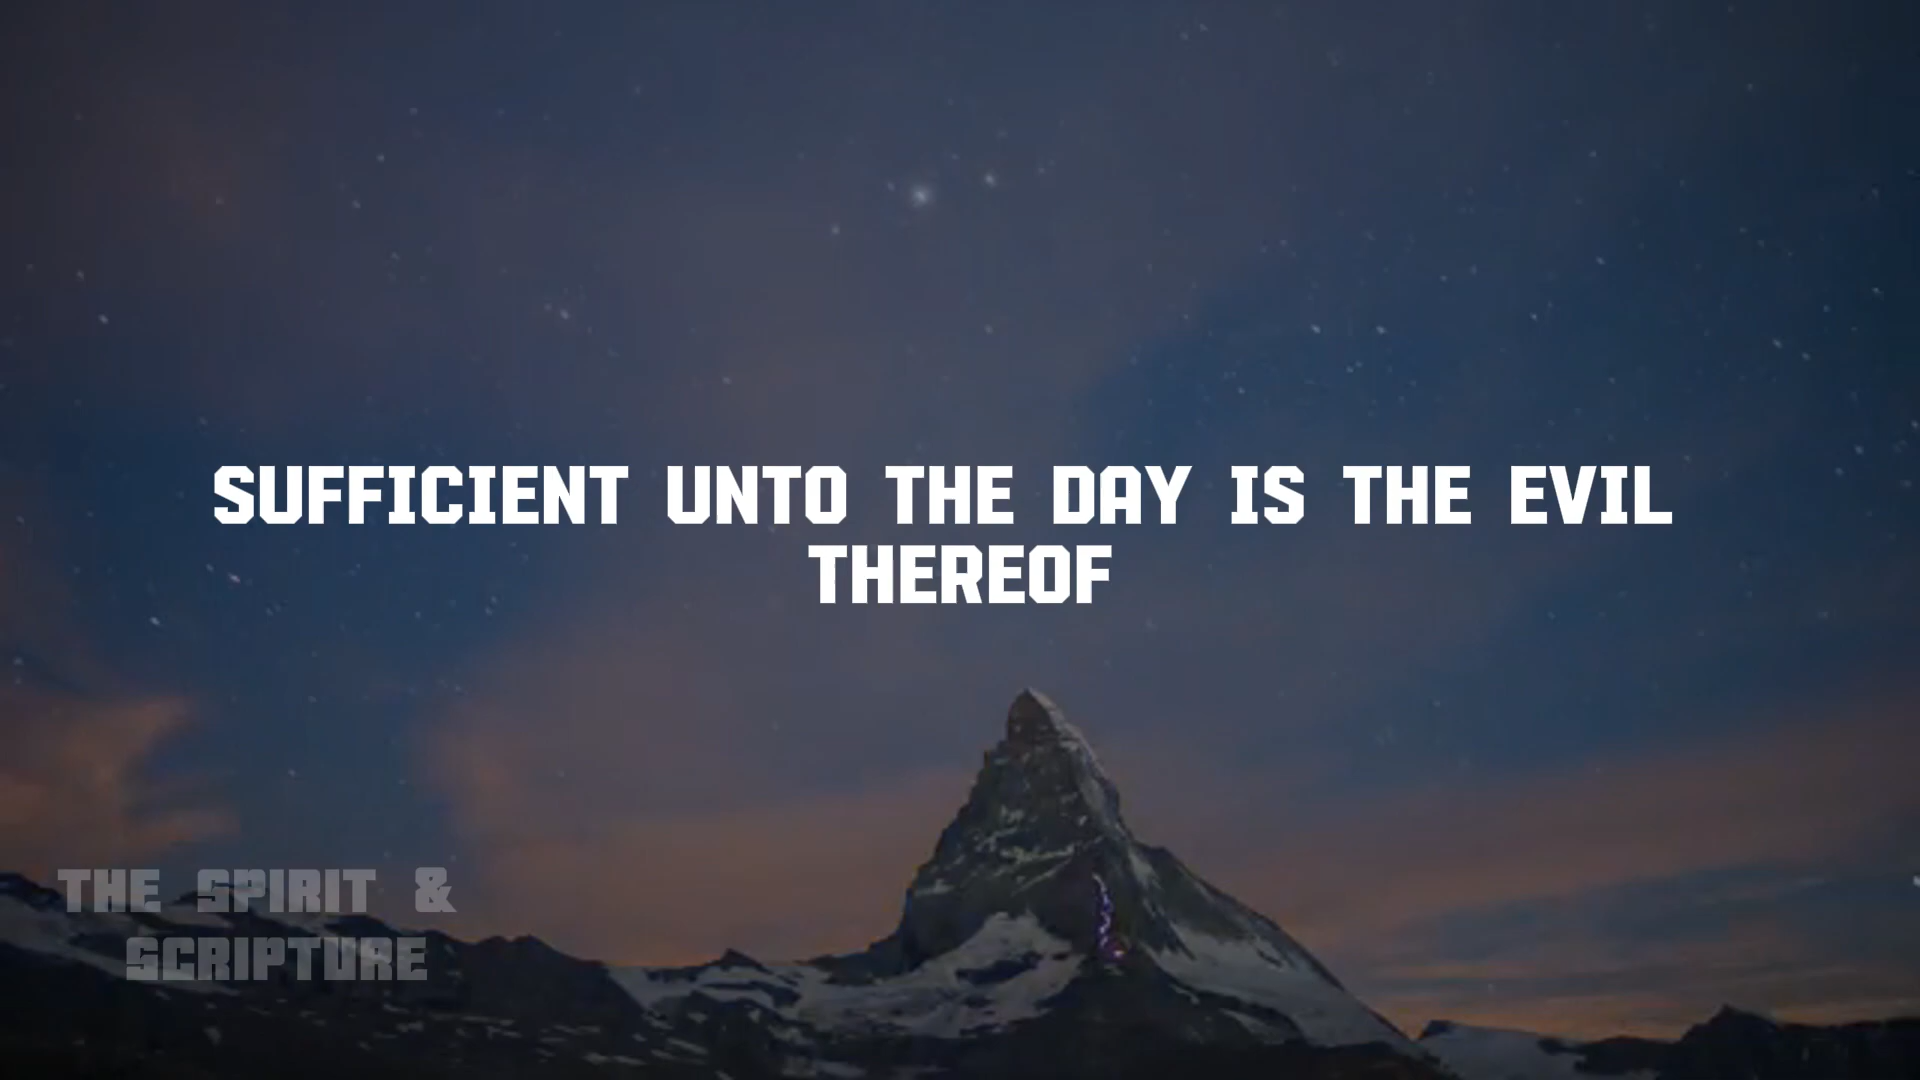 SUFFICIENT UNTO THE DAY IS THE EVIL
THEREOF
THE SPIRIT &
SCRIPTURE